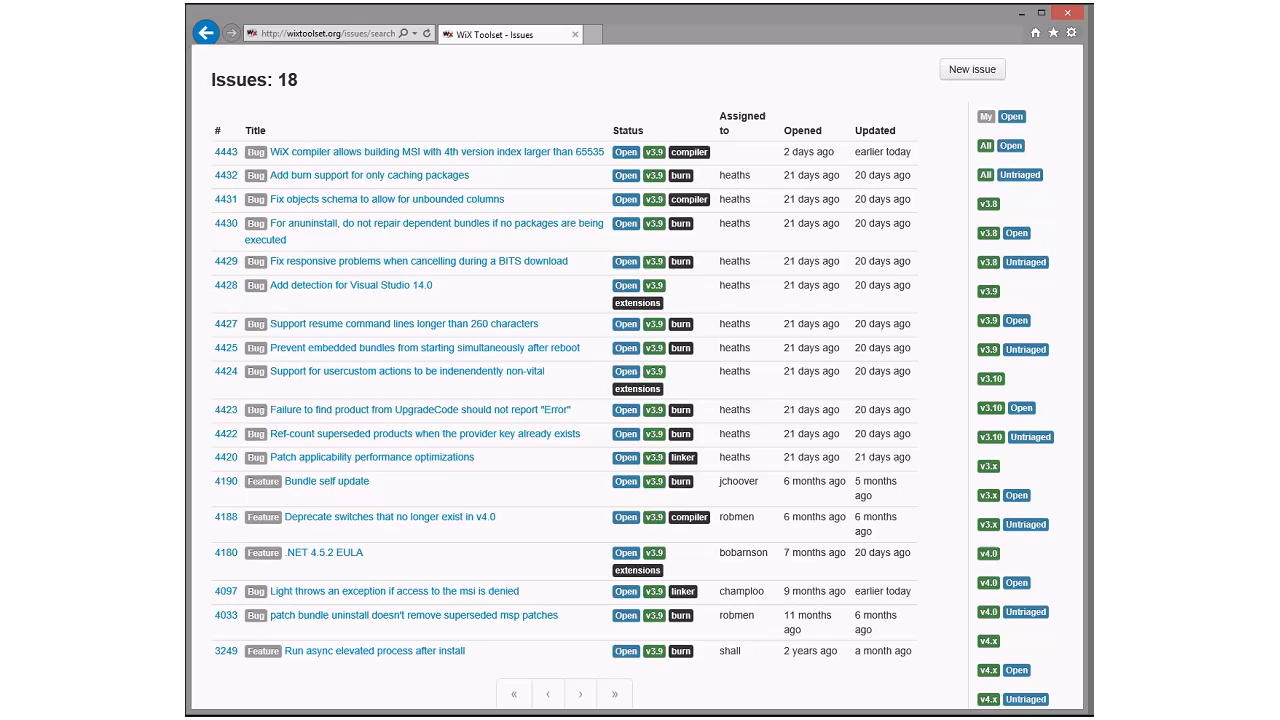 http://wixtoolset.org/issues/search
WiX Toolset - Issues
Issues: 18
New issue
# Title Status Assigned to Opened Updated
4443 Bug WiX compiler allows building MSI with 4th version index larger than 65535 Open v3.9 compiler 2 days ago earlier today
4432 Bug Add burn support for only caching packages Open v3.9 burn heaths 21 days ago 20 days ago
4431 Bug Fix objects schema to allow for unbounded columns Open v3.9 compiler heaths 21 days ago 20 days ago
4430 Bug For anuninstall, do not repair dependent bundles if no packages are being Open v3.9 burn heaths 21 days ago 20 days ago
executed
4429 Bug Fix responsive problems when cancelling during a BITS download Open v3.9 burn heaths 21 days ago 20 days ago
4428 Bug Add detection for Visual Studio 14.0 Open v3.9 heaths 21 days ago 20 days ago
extensions
4427 Bug Support resume command lines longer than 260 characters Open v3.9 burn heaths 21 days ago 20 days ago
4425 Bug Prevent embedded bundles from starting simultaneously after reboot Open v3.9 burn heaths 21 days ago 20 days ago
4424 Bug Support for usercustom actions to be indenendently non-vital Open v3.9 heaths 21 days ago 20 days ago
extensions
4423 Bug Failure to find product from UpgradeCode should not report "Error" Open v3.9 burn heaths 21 days ago 20 days ago
4422 Bug Ref-count superseded products when the provider key already exists Open v3.9 burn heaths 21 days ago 20 days ago
4420 Bug Patch applicability performance optimizations Open v3.9 linker heaths 21 days ago 21 days ago
4190 Feature Bundle self update Open v3.9 burn jchoover 6 months ago 5 months
ago
4188 Feature Deprecate switches that no longer exist in v4.0 Open v3.9 compiler robmen 6 months ago 6 months
ago
4180 Feature .NET 4.5.2 EULA Open v3.9 bobarnson 7 months ago 20 days ago
extensions
4097 Bug Light throws an exception if access to the msi is denied Open v3.9 linker champloo 9 months ago earlier today
4033 Bug patch bundle uninstall doesn't remove superseded msp patches Open v3.9 burn robmen 11 months 6 months
ago ago
3249 Feature Run async elevated process after install Open v3.9 burn shall 2 years ago a month ago
« ‹ › »
My Open
All Open
All Untriaged
v3.8
v3.8 Open
v3.8 Untriaged
v3.9
v3.9 Open
v3.9 Untriaged
v3.10
v3.10 Open
v3.10 Untriaged
v3.x
v3.x Open
v3.x Untriaged
v4.0
v4.0 Open
v4.0 Untriaged
v4.x
v4.x Open
v4.x Untriaged